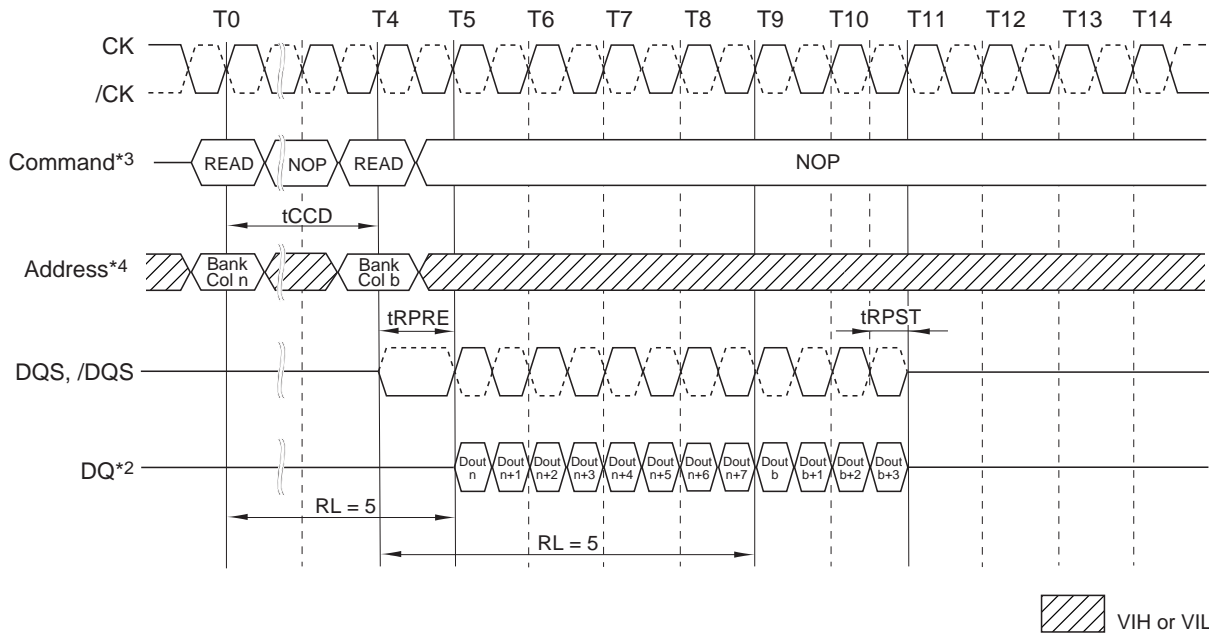 T0 T4 T5 T6 T7 T8 T9 T10 T11 T12 T13 T14
CK
/CK
Command*3 READ NOP READ NOP
tCCD
Address*4 Bank Col n Bank Col b
tRPRE tRPST
DQS, /DQS
DQ*2 Dout n Dout n+1 Dout n+2 Dout n+3 Dout n+4 Dout n+5 Dout n+6 Dout n+7 Dout b Dout b+1 Dout b+2 Dout b+3
RL = 5
RL = 5
VIH or VIL